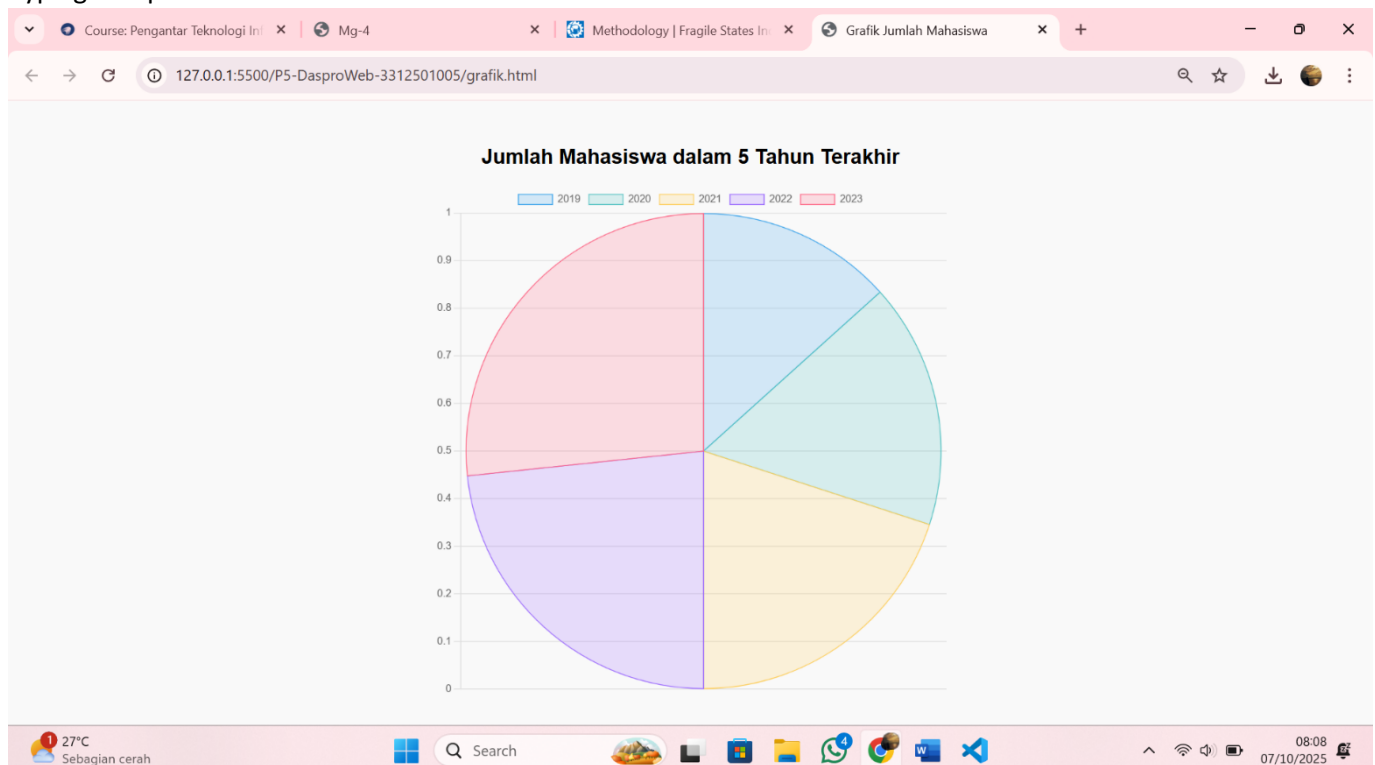 Course: Pengantar Teknologi In
Mg-4
Methodology | Fragile States In
Grafik Jumlah Mahasiswa
127.0.0.1:5500/P5-DasproWeb-3312501005/grafik.html
Jumlah Mahasiswa dalam 5 Tahun Terakhir
2019 2020 2021 2022 2023
1
0.9
0.8
0.7
0.6
0.5
0.4
0.3
0.2
0.1
0
1
27°C
Sebagian cerah
Search
4
08:08
07/10/2025